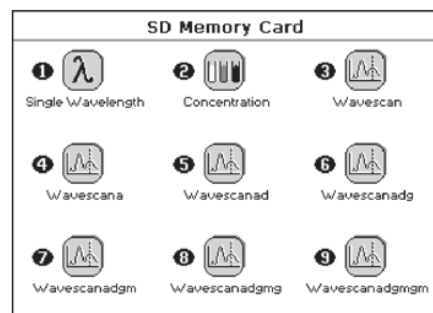 SD Memory Card
1 λ 2 3
Single Wavelength Concentration Wavescan
4 5 6
Wavescana Wavescanad Wavescanadg
7 8 9
Wavescanadgm Wavescanadgmg Wavescanadgmgm